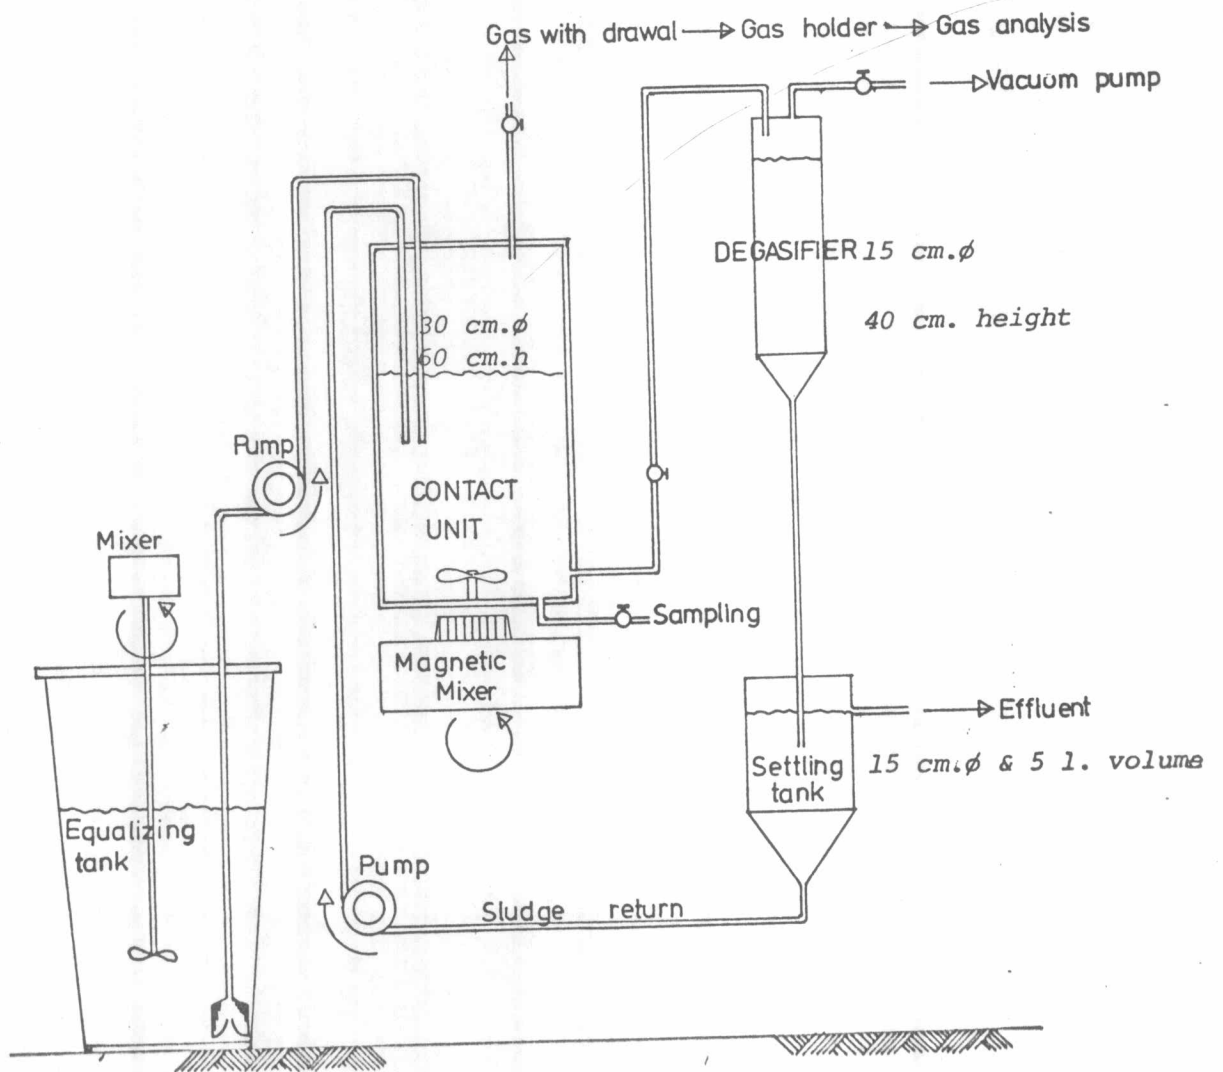 Gas with drawal Gas holder Gas analysis
Vacuum pump
DEGASIFIER 15 cm.ø
40 cm. height
30 cm.ø
60 cm.h
Pump
CONTACT
UNIT
Mixer
Sampling
Magnetic
Mixer
Effluent
Settling
tank
15 cm.ø & 5 l. volume
Equalizing
tank
Pump
Sludge return